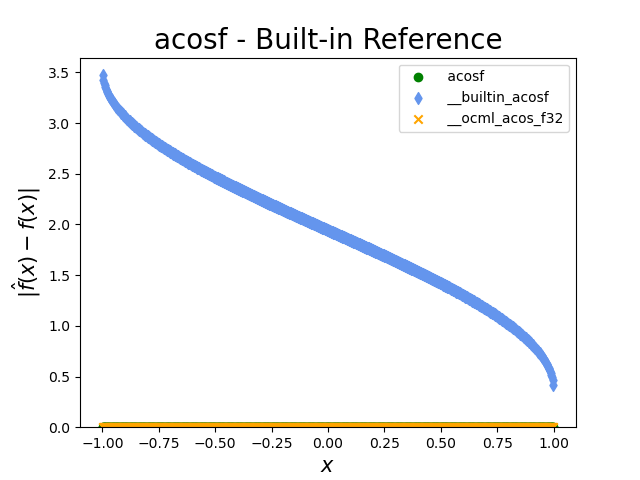 acosf - Built-in Reference
acosf
__builtin_acosf
__ocml_acos_f32
|f̂(x) − f(x)|
3.5
3.0
2.5
2.0
1.5
1.0
0.5
0.0
−1.00 −0.75 −0.50 −0.25 0.00 0.25 0.50 0.75 1.00
x